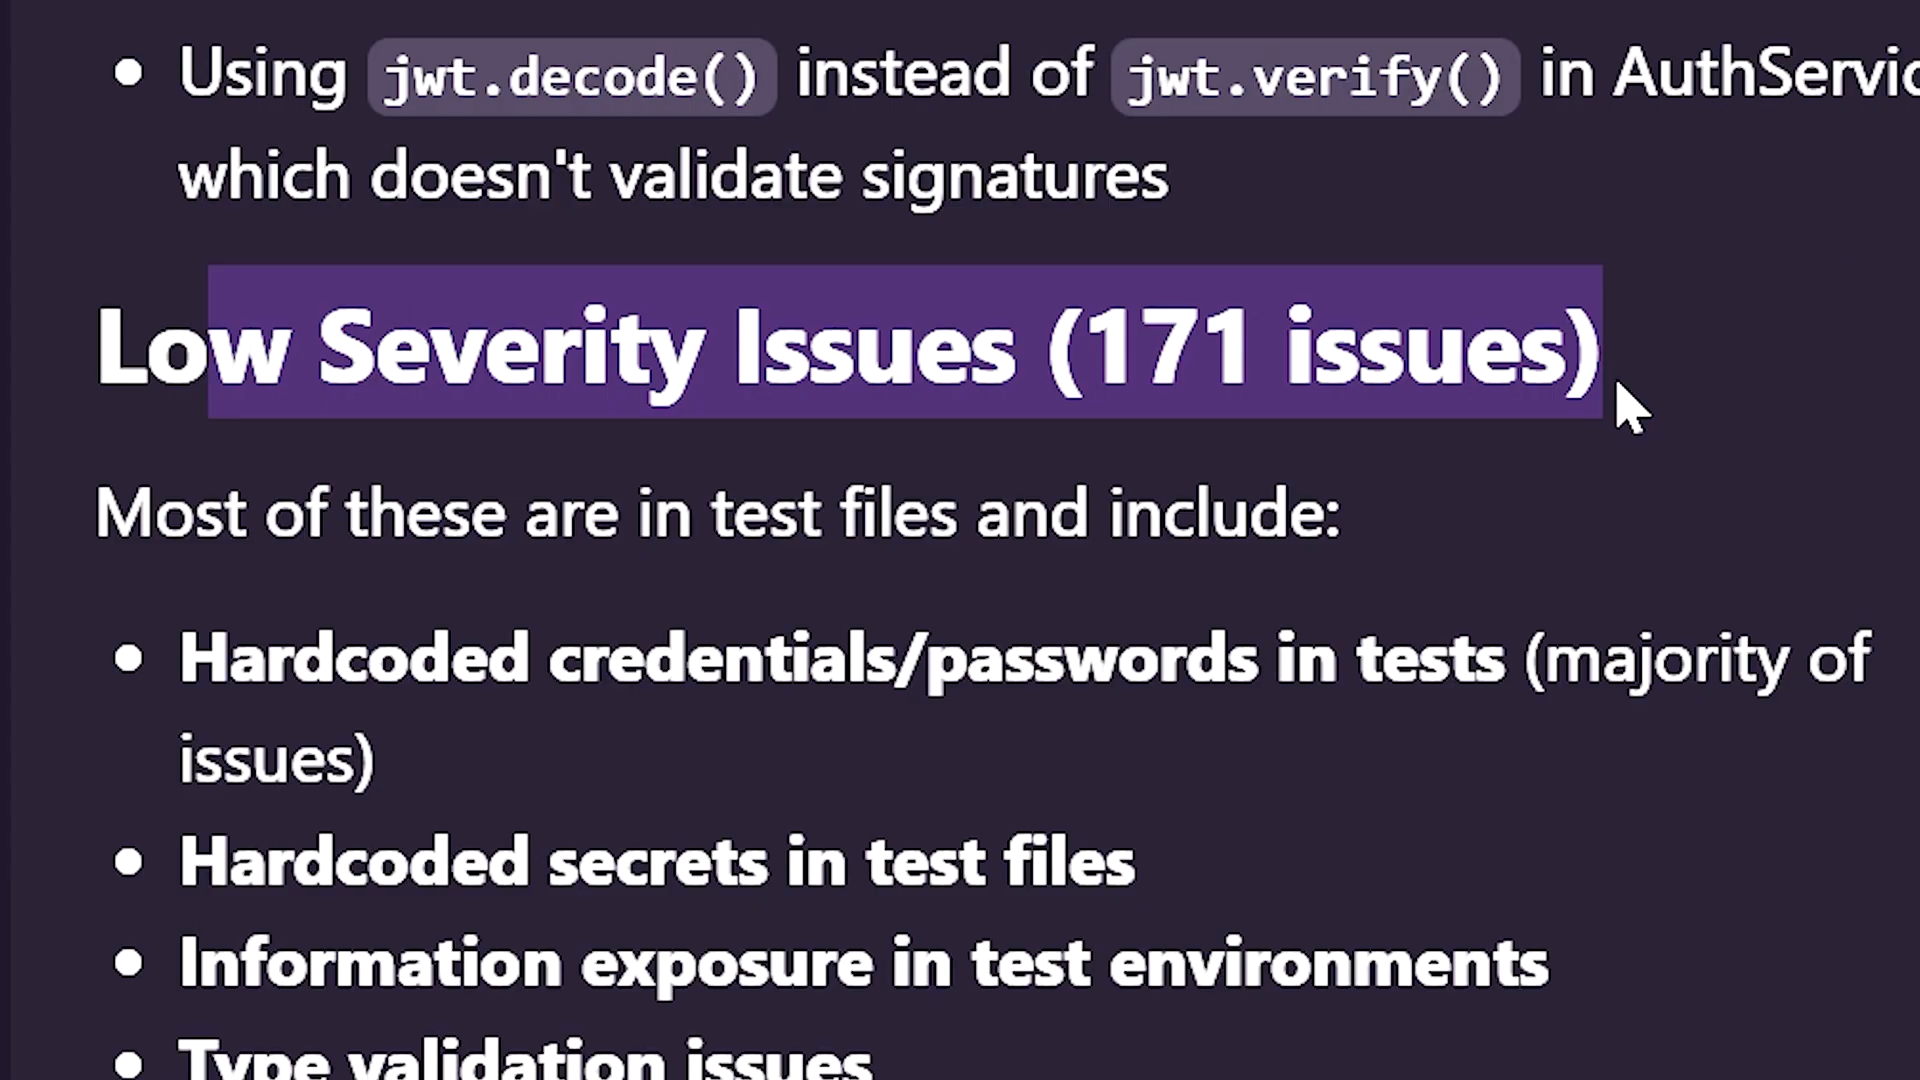 • Using jwt.decode() instead of jwt.verify() in
which doesn't validate signatures
Low Severity Issues (171 issues)
Most of these are in test files and include:
• Hardcoded credentials/passwords in tests (majority of
issues)
• Hardcoded secrets in test files
• Information exposure in test environments
• Type validation issues